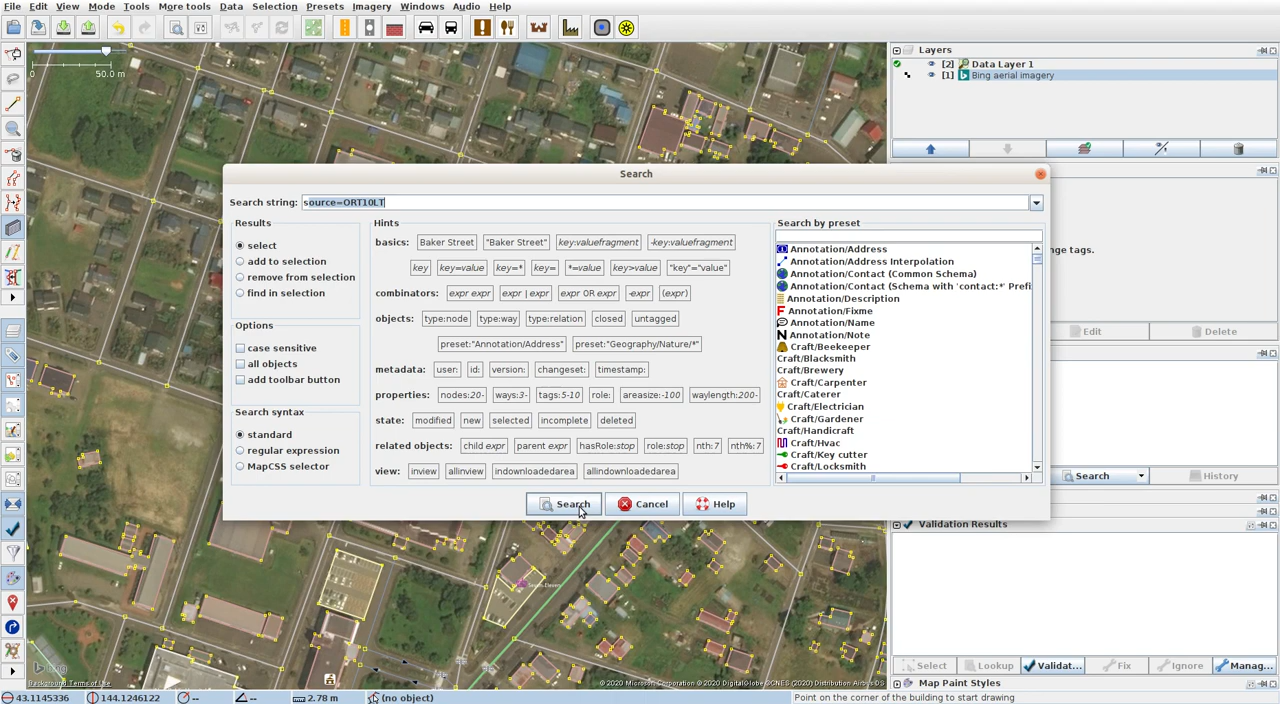 File Edit View Mode Tools More tools Data Selection Presets Imagery Windows Audio Help
0 50.0 m
Layers
[2] Data Layer 1
[1] Bing aerial imagery
Search
Search string: source=ORT10LT
Results
select
add to selection
remove from selection
find in selection
Options
case sensitive
all objects
add toolbar button
Search syntax
standard
regular expression
MapCSS selector
Hints
basics: Baker Street "Baker Street" key:valuefragment -key:valuefragment
key key=value key=* key= *=value key>value "key"="value"
combinators: expr expr expr | expr expr OR expr -expr (expr)
objects: type:node type:way type:relation closed untagged
preset:"Annotation/Address" preset:"Geography/Nature/*"
metadata: user: id: version: changeset: timestamp:
properties: nodes:20- ways:3- tags:5-10 role: areasize:-100 waylength:200-
state: modified new selected incomplete deleted
related objects: child expr parent expr hasRole:stop role:stop nth:7 nth%:7
view: inview allinview indownloadedarea allindownloadedarea
Search by preset
Annotation/Address
Annotation/Address Interpolation
Annotation/Contact (Common Schema)
Annotation/Contact (Schema with 'contact:*' Prefi
Annotation/Description
Annotation/Fixme
Annotation/Name
Annotation/Note
Craft/Beekeeper
Craft/Blacksmith
Craft/Brewery
Craft/Carpenter
Craft/Caterer
Craft/Electrician
Craft/Gardener
Craft/Handicraft
Craft/Hvac
Craft/Key cutter
Craft/Locksmith
Search Cancel Help
nge tags.
Edit Delete
Search History
Validation Results
Select Lookup Validat... Fix Ignore Manag...
Map Paint Styles
Seven-Eleven
bing
Background Terms of Use
43.1145336 144.1246122 -- -- 2.78 m (no object) Point on the corner of the building to start drawing